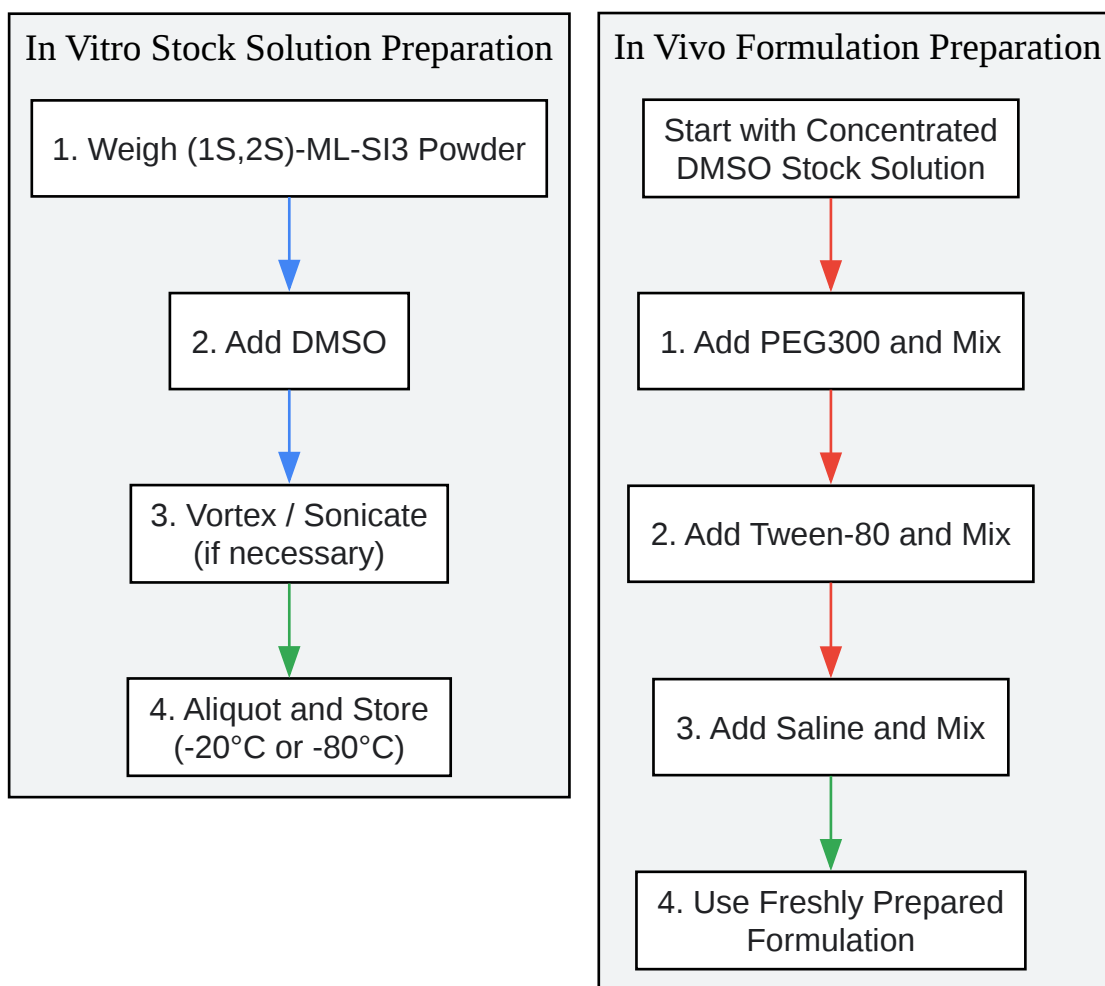 In Vitro Stock Solution Preparation
1. Weigh (1S,2S)-ML-SI3 Powder
2. Add DMSO
3. Vortex / Sonicate
(if necessary)
4. Aliquot and Store
(-20°C or -80°C)
In Vivo Formulation Preparation
Start with Concentrated
DMSO Stock Solution
1. Add PEG300 and Mix
2. Add Tween-80 and Mix
3. Add Saline and Mix
4. Use Freshly Prepared
Formulation